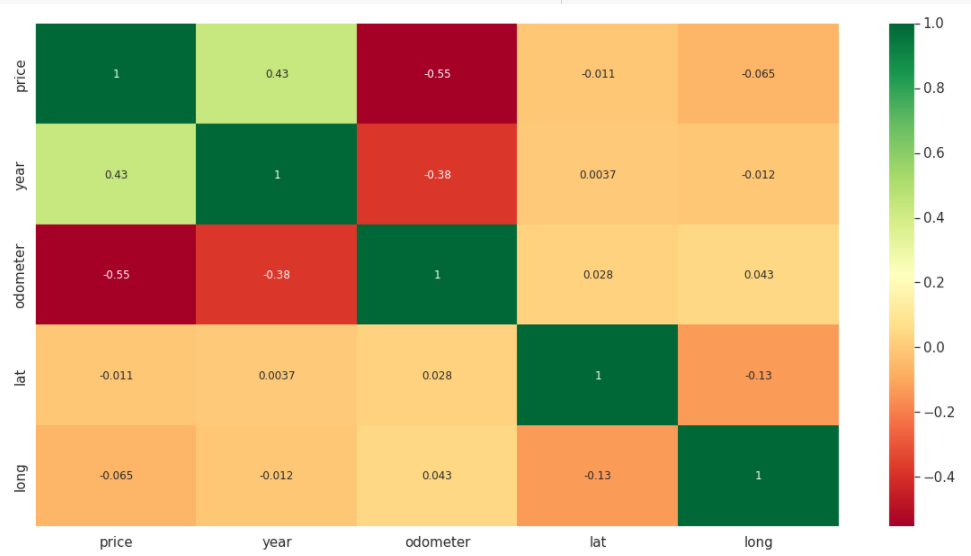 price 1 0.43 -0.55 -0.011 -0.065
year 0.43 1 -0.38 0.0037 -0.012
odometer -0.55 -0.38 1 0.028 0.043
lat -0.011 0.0037 0.028 1 -0.13
long -0.065 -0.012 0.043 -0.13 1
price year odometer lat long
1.0
0.8
0.6
0.4
0.2
0.0
−0.2
−0.4